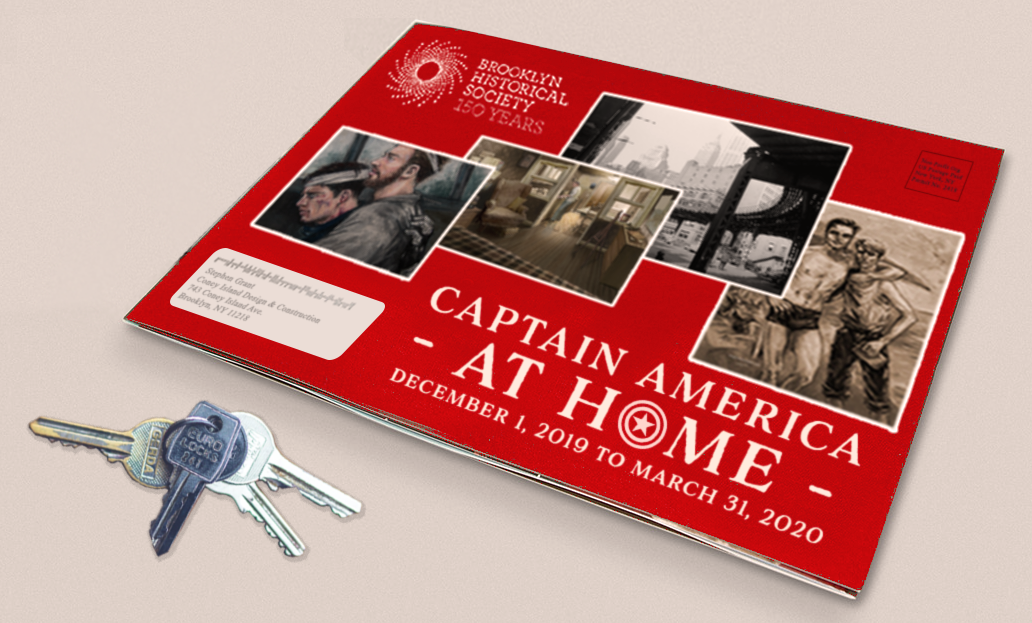 BROOKLYN
HISTORICAL
SOCIETY
150 YEARS
Stephen Grant
Coney Island Design & Construction
743 Coney Island Ave.
Brooklyn, NY 11218
CAPTAIN AMERICA
- AT HOME -
DECEMBER 1, 2019 TO MARCH 31, 2020
EURO
LOCKS